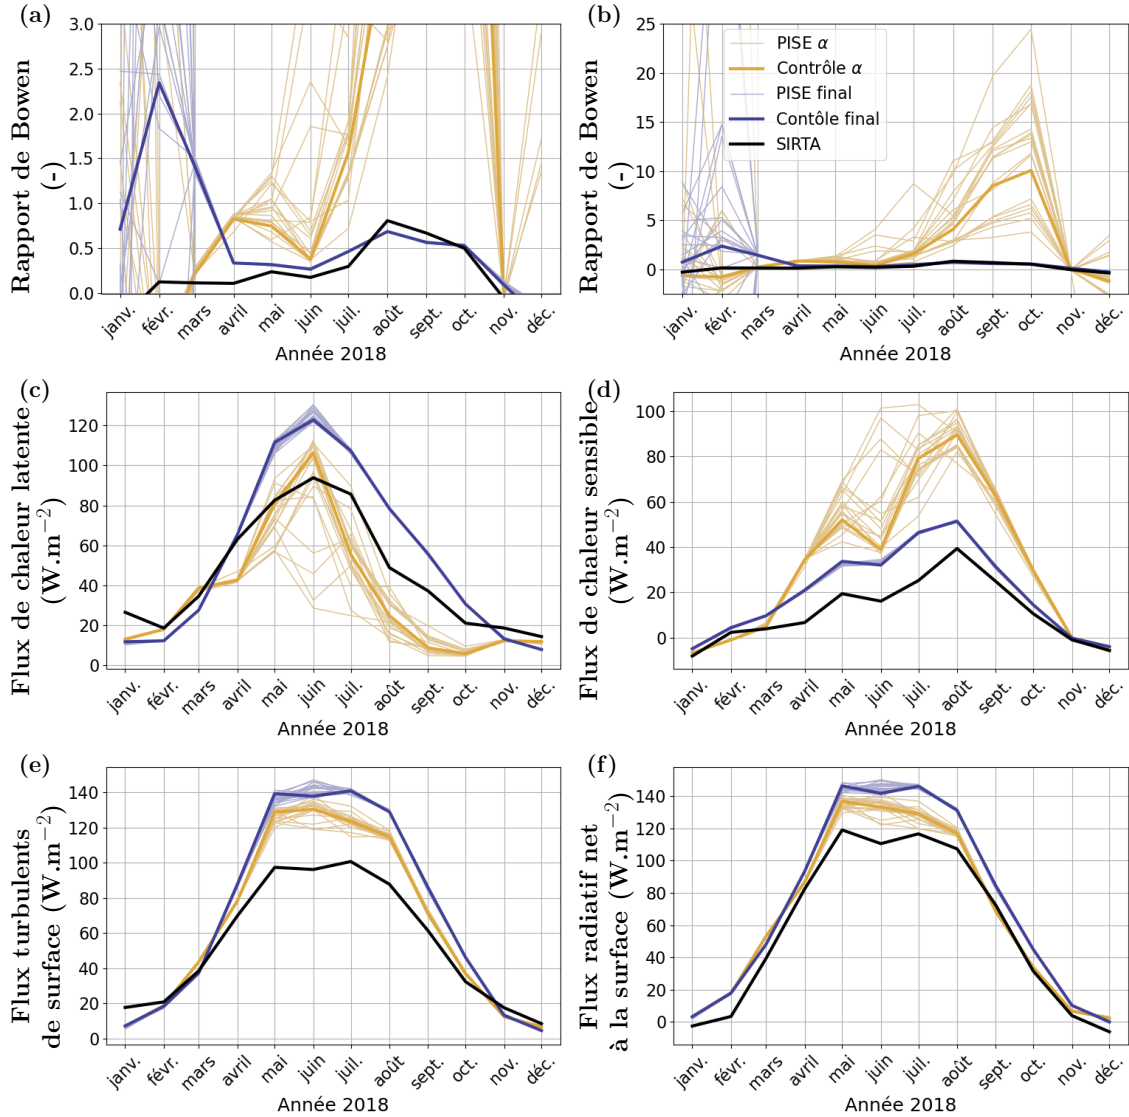 (a)
Rapport de Bowen
(-)
3.0
2.5
2.0
1.5
1.0
0.5
0.0
janv.
févr.
mars
avril
mai
juin
juil.
août
sept.
oct.
nov.
déc.
Année 2018
(b)
Rapport de Bowen
(-)
25
20
15
10
5
0
PISE α
Contrôle α
PISE final
Contôle final
SIRTA
janv.
févr.
mars
avril
mai
juin
juil.
août
sept.
oct.
nov.
déc.
Année 2018
(c)
Flux de chaleur latente
(W.m⁻²)
120
100
80
60
40
20
0
janv.
févr.
mars
avril
mai
juin
juil.
août
sept.
oct.
nov.
déc.
Année 2018
(d)
Flux de chaleur sensible
(W.m⁻²)
100
80
60
40
20
0
janv.
févr.
mars
avril
mai
juin
juil.
août
sept.
oct.
nov.
déc.
Année 2018
(e)
Flux turbulents
de surface (W.m⁻²)
140
120
100
80
60
40
20
0
janv.
févr.
mars
avril
mai
juin
juil.
août
sept.
oct.
nov.
déc.
Année 2018
(f)
Flux radiatif net
à la surface (W.m⁻²)
140
120
100
80
60
40
20
0
janv.
févr.
mars
avril
mai
juin
juil.
août
sept.
oct.
nov.
déc.
Année 2018